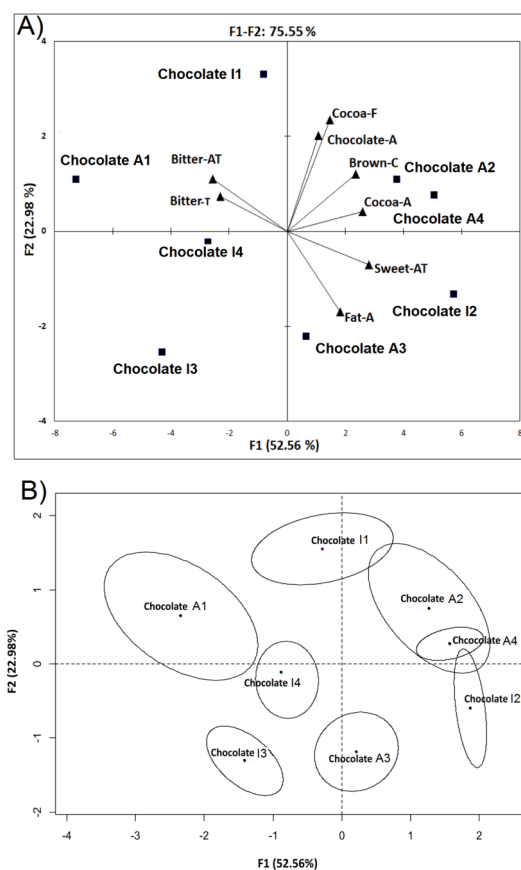 A)
F1-F2: 75.55 %
Chocolate I1
Cocoa-F
Chocolate-A
Chocolate A1
Bitter-AT
Brown-C
Chocolate A2
Bitter-T
Cocoa-A
Chocolate A4
Chocolate I4
Sweet-AT
Chocolate I2
Fat-A
Chocolate A3
Chocolate I3
F2 (22.98 %)
4
2
0
-2
-4
-8 -6 -4 -2 0 2 4 6 8
F1 (52.56 %)
B)
Chocolate I1
Chocolate A1
Chocolate A2
Chocolate A4
Chocolate I4
Chocolate I2
Chocolate I3
Chocolate A3
F2 (22.98%)
2
1
0
-1
-2
-4 -3 -2 -1 0 1 2
F1 (52.56%)